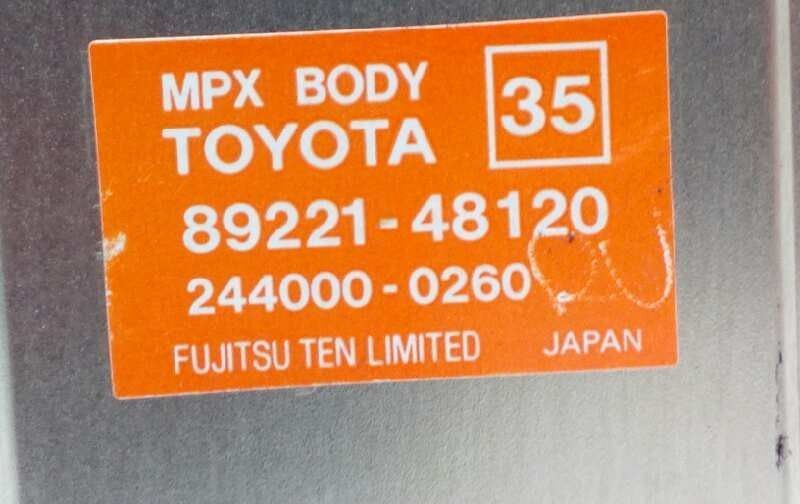 MPX BODY
TOYOTA
35
89221-48120
244000-0260
FUJITSU TEN LIMITED JAPAN